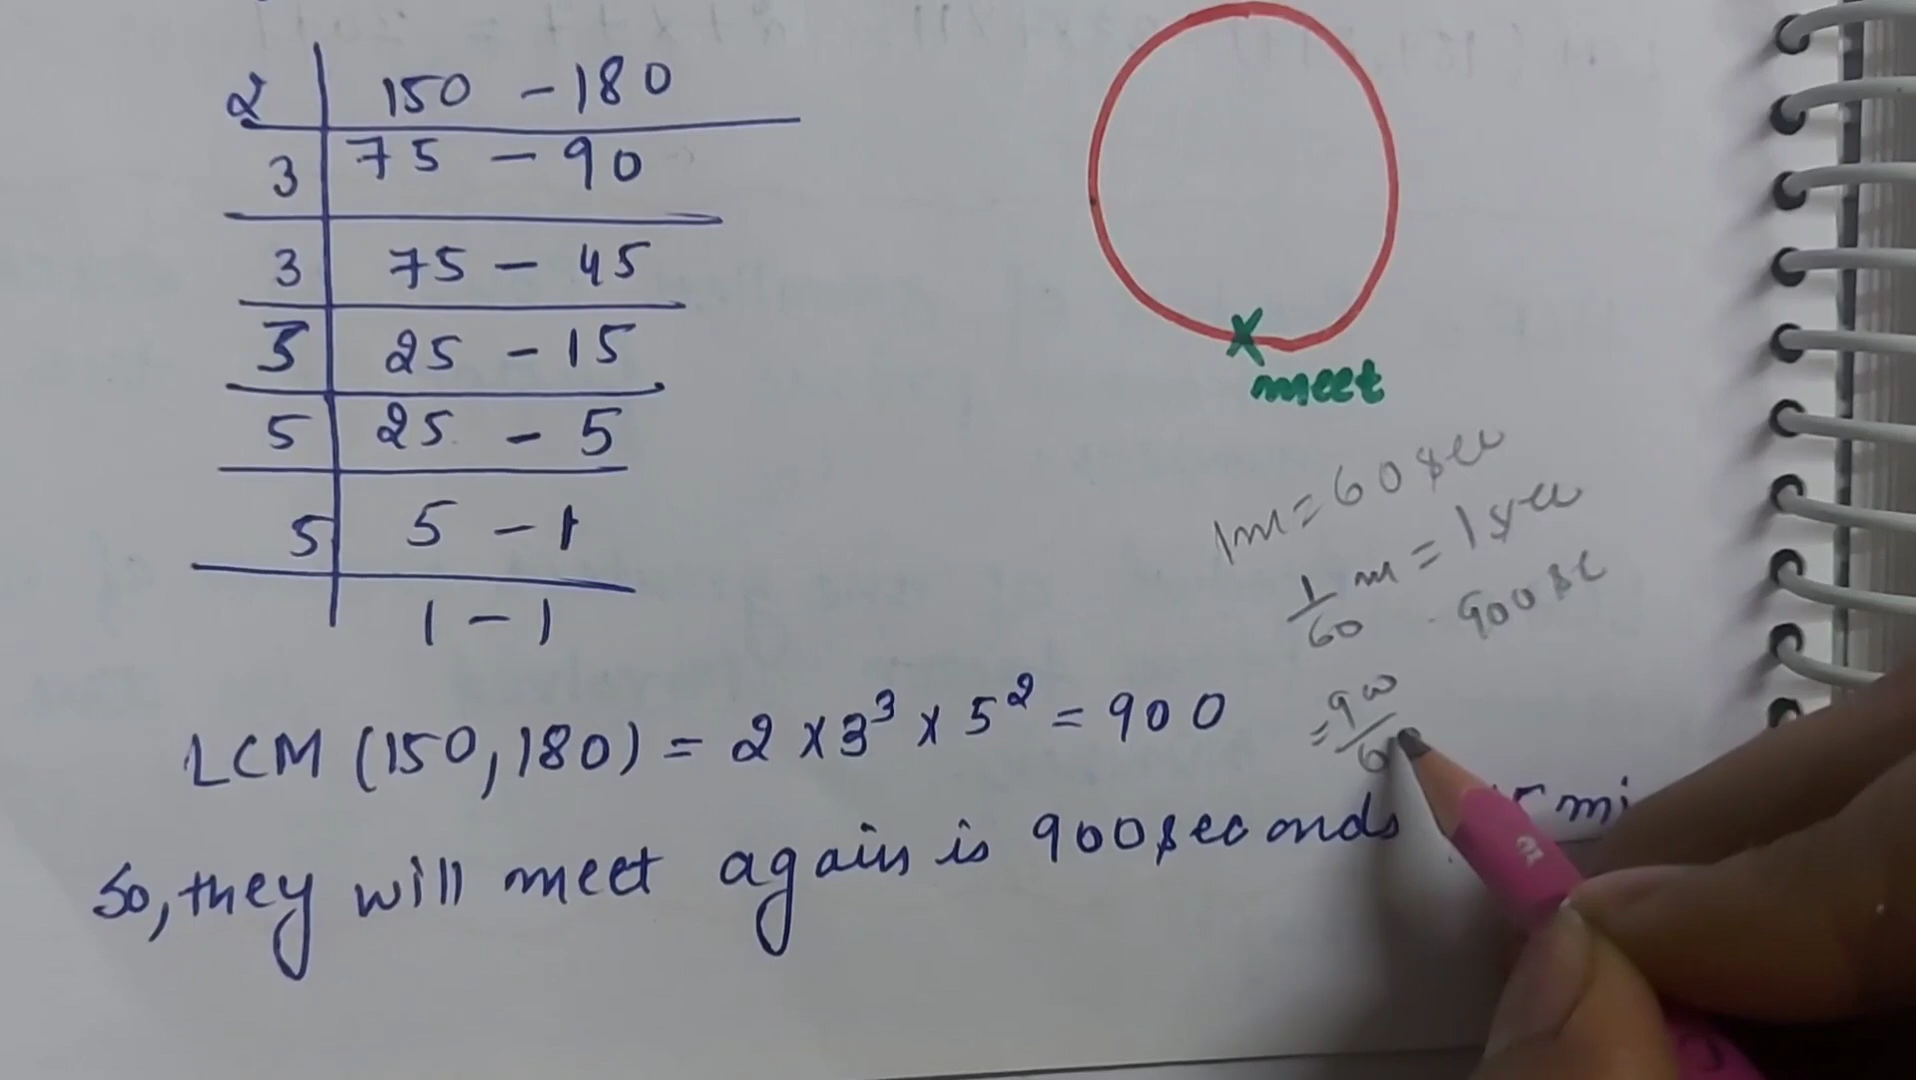 2 150 - 180
3 75 - 90
3 75 - 45
3 25 - 15
5 25 - 5
5 5 - 1
1 - 1
meet
1m = 60 sec
1/60 m = 1 sec
900 sec
= 900/60
LCM (150, 180) = 2 x 3³ x 5² = 900
So, they will meet again is 900 seconds